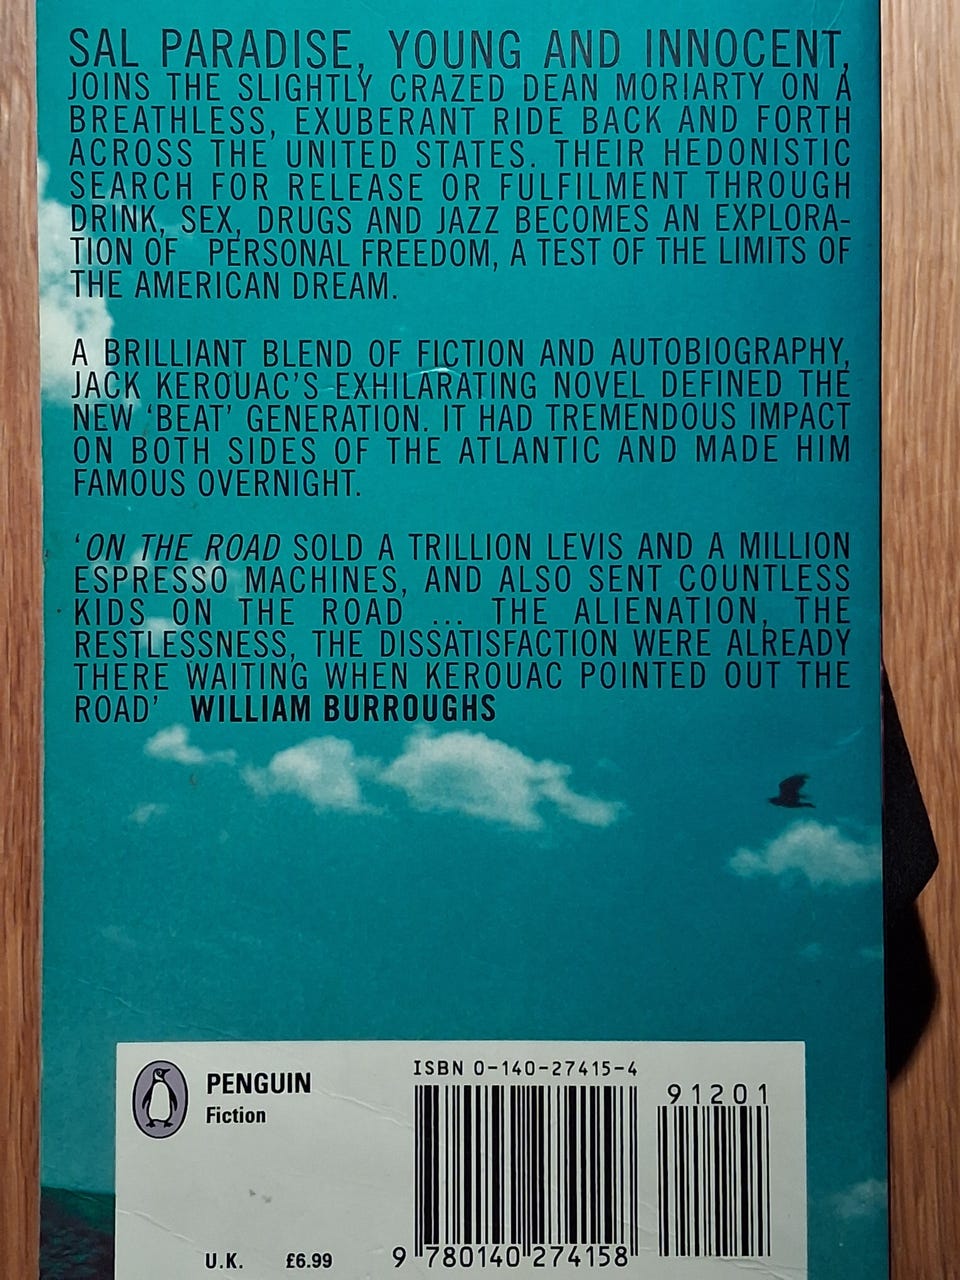 SAL PARADISE, YOUNG AND INNOCENT,
JOINS THE SLIGHTLY CRAZED DEAN MORIARTY ON A
BREATHLESS, EXUBERANT RIDE BACK AND FORTH
ACROSS THE UNITED STATES. THEIR HEDONISTIC
SEARCH FOR RELEASE OR FULFILMENT THROUGH
DRINK, SEX, DRUGS AND JAZZ BECOMES AN EXPLORA-
TION OF PERSONAL FREEDOM, A TEST OF THE LIMITS OF
THE AMERICAN DREAM.
A BRILLIANT BLEND OF FICTION AND AUTOBIOGRAPHY,
JACK KEROUAC'S EXHILARATING NOVEL DEFINED THE
NEW 'BEAT' GENERATION. IT HAD TREMENDOUS IMPACT
ON BOTH SIDES OF THE ATLANTIC AND MADE HIM
FAMOUS OVERNIGHT.
'ON THE ROAD SOLD A TRILLION LEVIS AND A MILLION
ESPRESSO MACHINES, AND ALSO SENT COUNTLESS
KIDS ON THE ROAD ... THE ALIENATION, THE
RESTLESSNESS, THE DISSATISFACTION WERE ALREADY
THERE WAITING WHEN KEROUAC POINTED OUT THE
ROAD' WILLIAM BURROUGHS
PENGUIN
Fiction
U.K. £6.99
ISBN 0-140-27415-4
91201
9 780140 274158